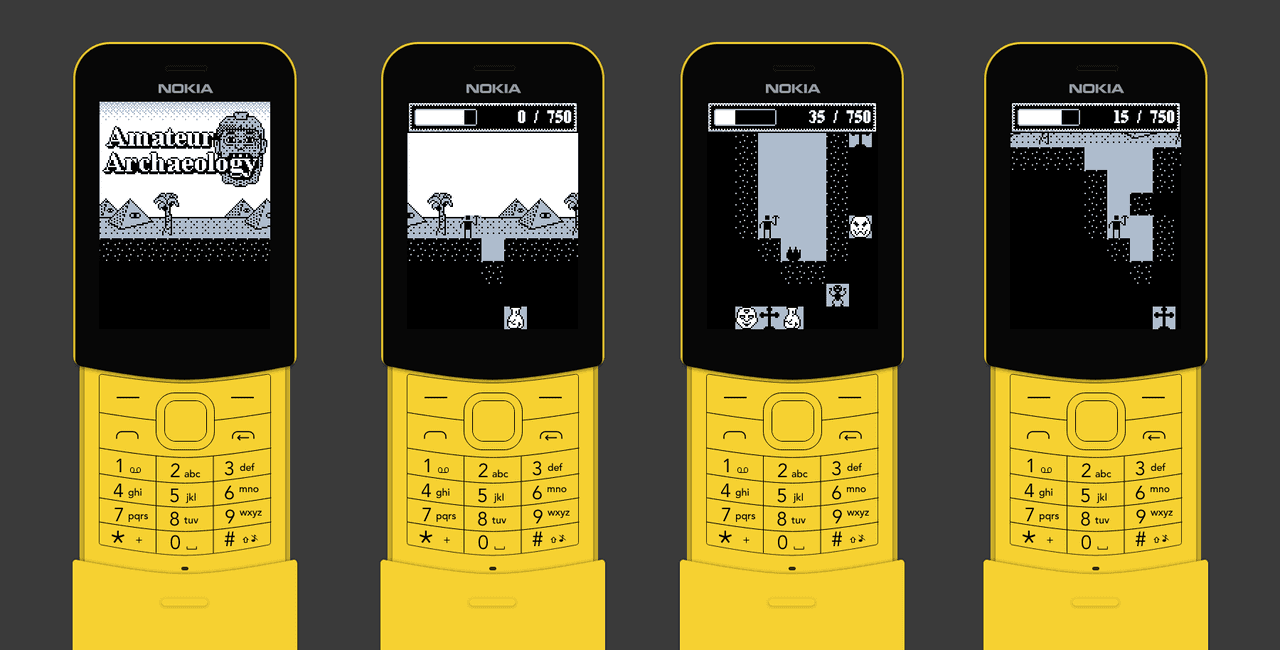 NOKIA
Amateur
Archaeology
1
2 abc
3 def
4 ghi
5 jkl
6 mno
7 pqrs
8 tuv
9 wxyz
* +
0
#
NOKIA
0 / 750
1
2 abc
3 def
4 ghi
5 jkl
6 mno
7 pqrs
8 tuv
9 wxyz
* +
0
#
NOKIA
35 / 750
1
2 abc
3 def
4 ghi
5 jkl
6 mno
7 pqrs
8 tuv
9 wxyz
* +
0
#
NOKIA
15 / 750
1
2 abc
3 def
4 ghi
5 jkl
6 mno
7 pqrs
8 tuv
9 wxyz
* +
0
#